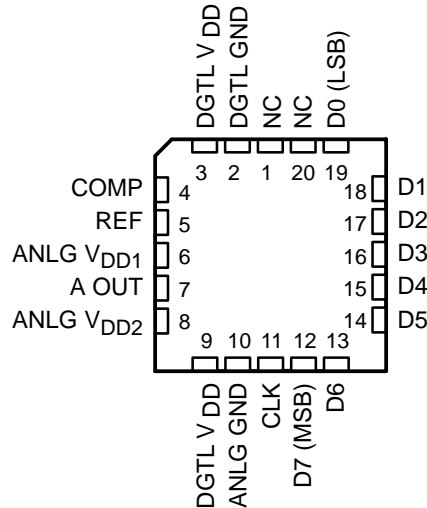 DGTL VDD
DGTL GND
NC
NC
D0 (LSB)
3 2 1 20 19
COMP 4
REF 5
ANLG VDD1 6
A OUT 7
ANLG VDD2 8
18 D1
17 D2
16 D3
15 D4
14 D5
9 10 11 12 13
DGTL VDD
ANLG GND
CLK
D7 (MSB)
D6